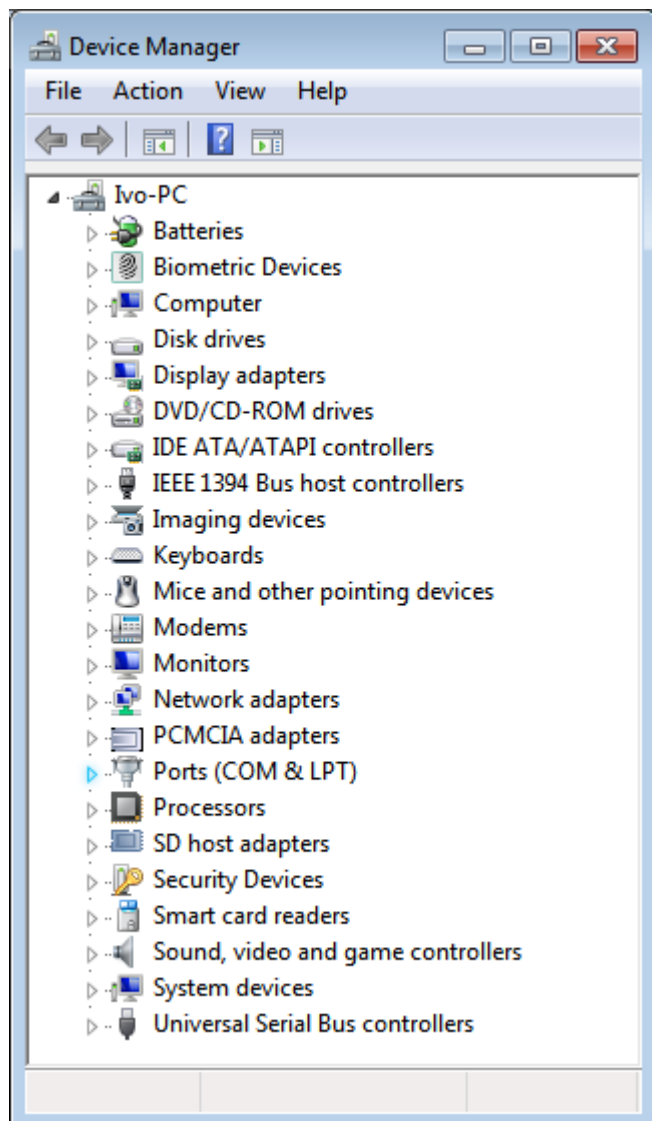 Device Manager
File Action View Help
Ivo-PC
Batteries
Biometric Devices
Computer
Disk drives
Display adapters
DVD/CD-ROM drives
IDE ATA/ATAPI controllers
IEEE 1394 Bus host controllers
Imaging devices
Keyboards
Mice and other pointing devices
Modems
Monitors
Network adapters
PCMCIA adapters
Ports (COM & LPT)
Processors
SD host adapters
Security Devices
Smart card readers
Sound, video and game controllers
System devices
Universal Serial Bus controllers